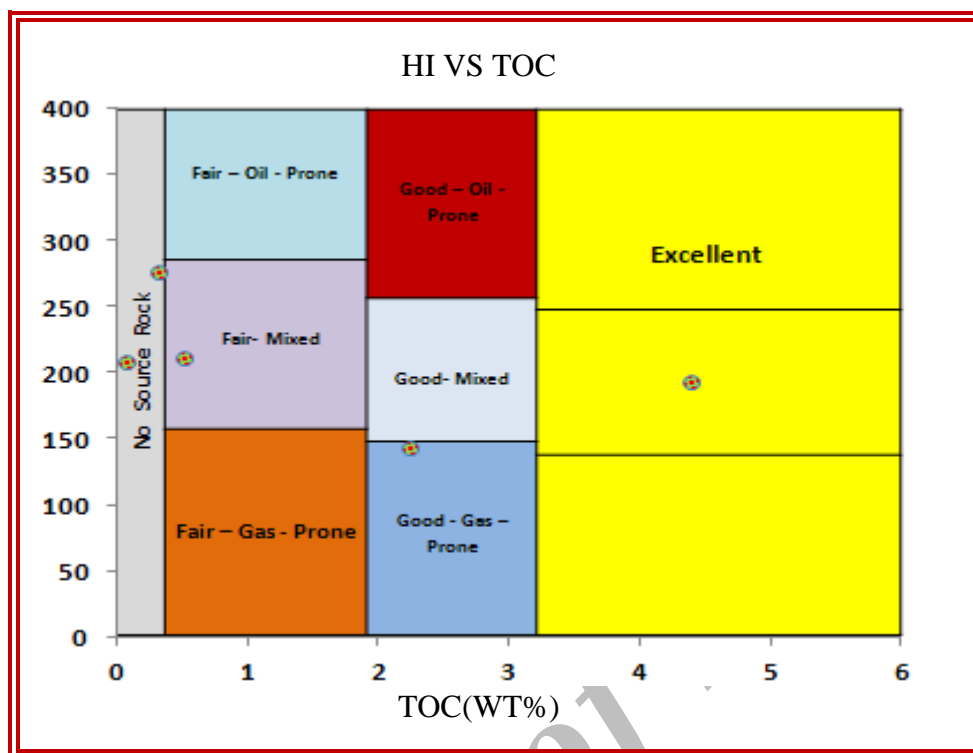 HI VS TOC
400
350
300
250
200
150
100
50
0
No Source Rock
Fair – Oil - Prone
Good – Oil -
Prone
Excellent
Fair- Mixed
Good- Mixed
Fair – Gas - Prone
Good - Gas –
Prone
0 1 2 3 4 5 6
TOC(WT%)